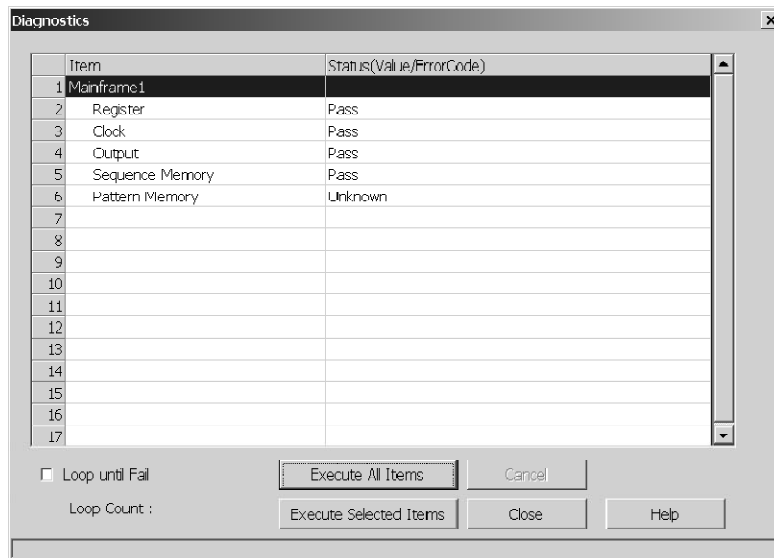 Diagnostics
Item Status(Value/ErrorCode)
1 Mainframe1
2 Register Pass
3 Clock Pass
4 Output Pass
5 Sequence Memory Pass
6 Pattern Memory Unknown
7
8
9
10
11
12
13
14
15
16
17
Loop until Fail Execute All Items Cancel
Loop Count : Execute Selected Items Close Help